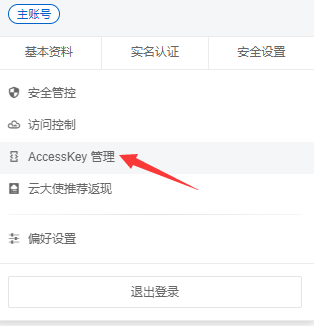 主账号
基本资料 实名认证 安全设置
安全管控
访问控制
AccessKey 管理
云大使推荐返现
偏好设置
退出登录